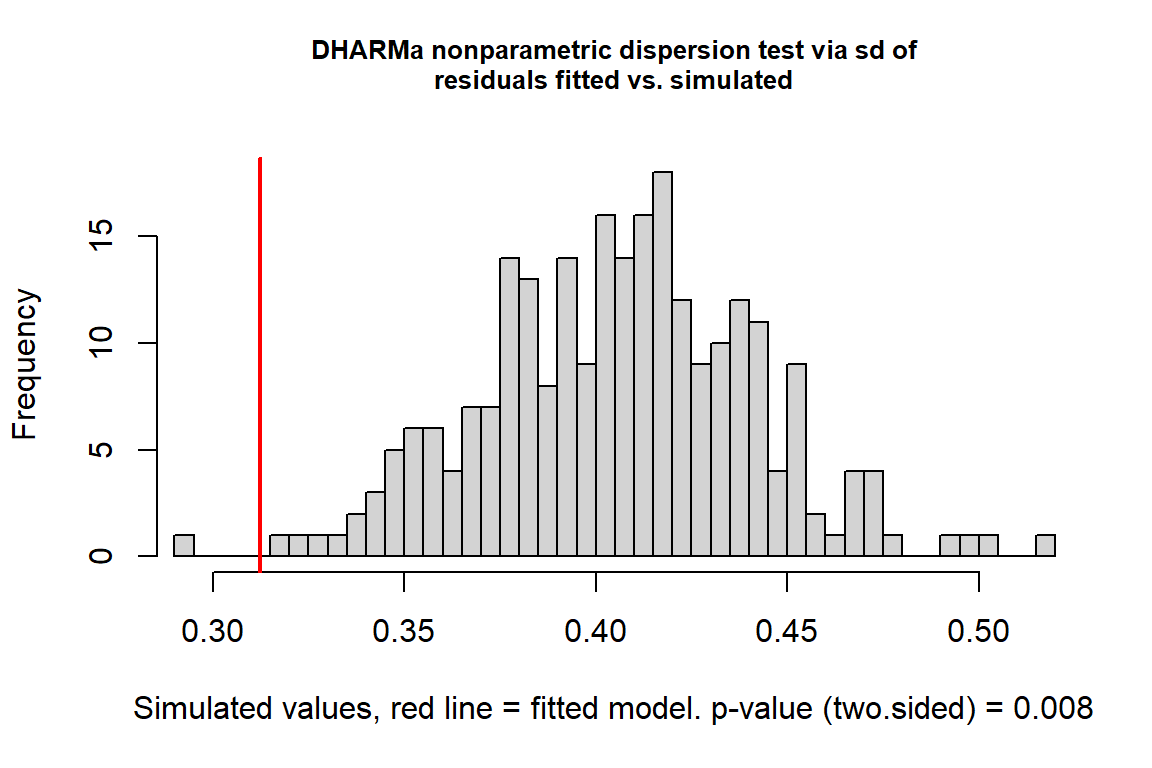 DHARMa nonparametric dispersion test via sd of
residuals fitted vs. simulated
Frequency
15
10
5
0
0.30 0.35 0.40 0.45 0.50
Simulated values, red line = fitted model. p-value (two.sided) = 0.008